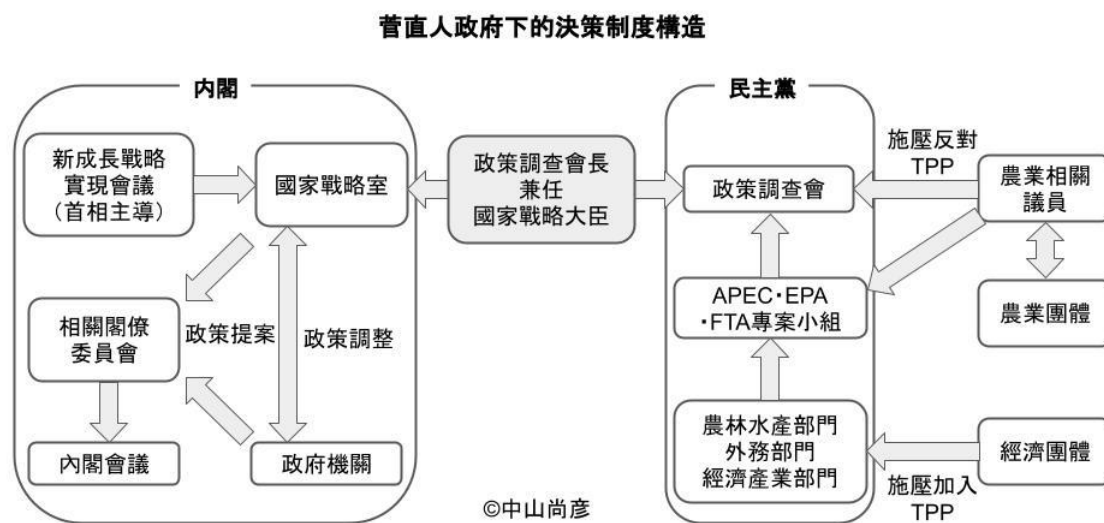 菅直人政府下的決策制度構造
内閣
新成長戰略
實現會議
（首相主導）
國家戰略室
相關閣僚
委員會
政策提案
政策調整
內閣會議
政府機關
政策調查會長
兼任
國家戰略大臣
民主黨
政策調查會
APEC･EPA
･FTA專案小組
農林水產部門
外務部門
經濟產業部門
施壓反對
TPP
農業相關
議員
農業團體
經濟團體
施壓加入
TPP
©中山尚彦